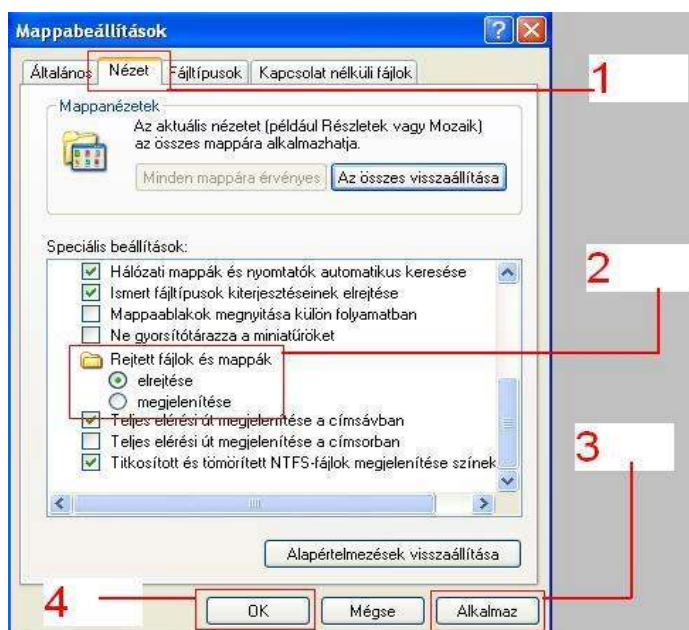 Mappabeállítások
Általános Nézet Fájltípusok Kapcsolat nélküli fájlok
1
Mappanézetek
Az aktuális nézetet (például Részletek vagy Mozaik)
az összes mappára alkalmazhatja.
Minden mappára érvényes Az összes visszaállítása
Speciális beállítások:
2
Hálózati mappák és nyomtatók automatikus keresése
Ismert fájltípusok kiterjesztéseinek elrejtése
Mappaablakok megnyitása külön folyamatban
Ne gyorsítótárazza a miniatűröket
Rejtett fájlok és mappák
elrejtése
megjelenítése
Teljes elérési út megjelenítése a címsávban
Teljes elérési út megjelenítése a címsorban
3
Titkosított és tömörített NTFS-fájlok megjelenítése színek
Alapértelmezések visszaállítása
4
OK Mégse Alkalmaz